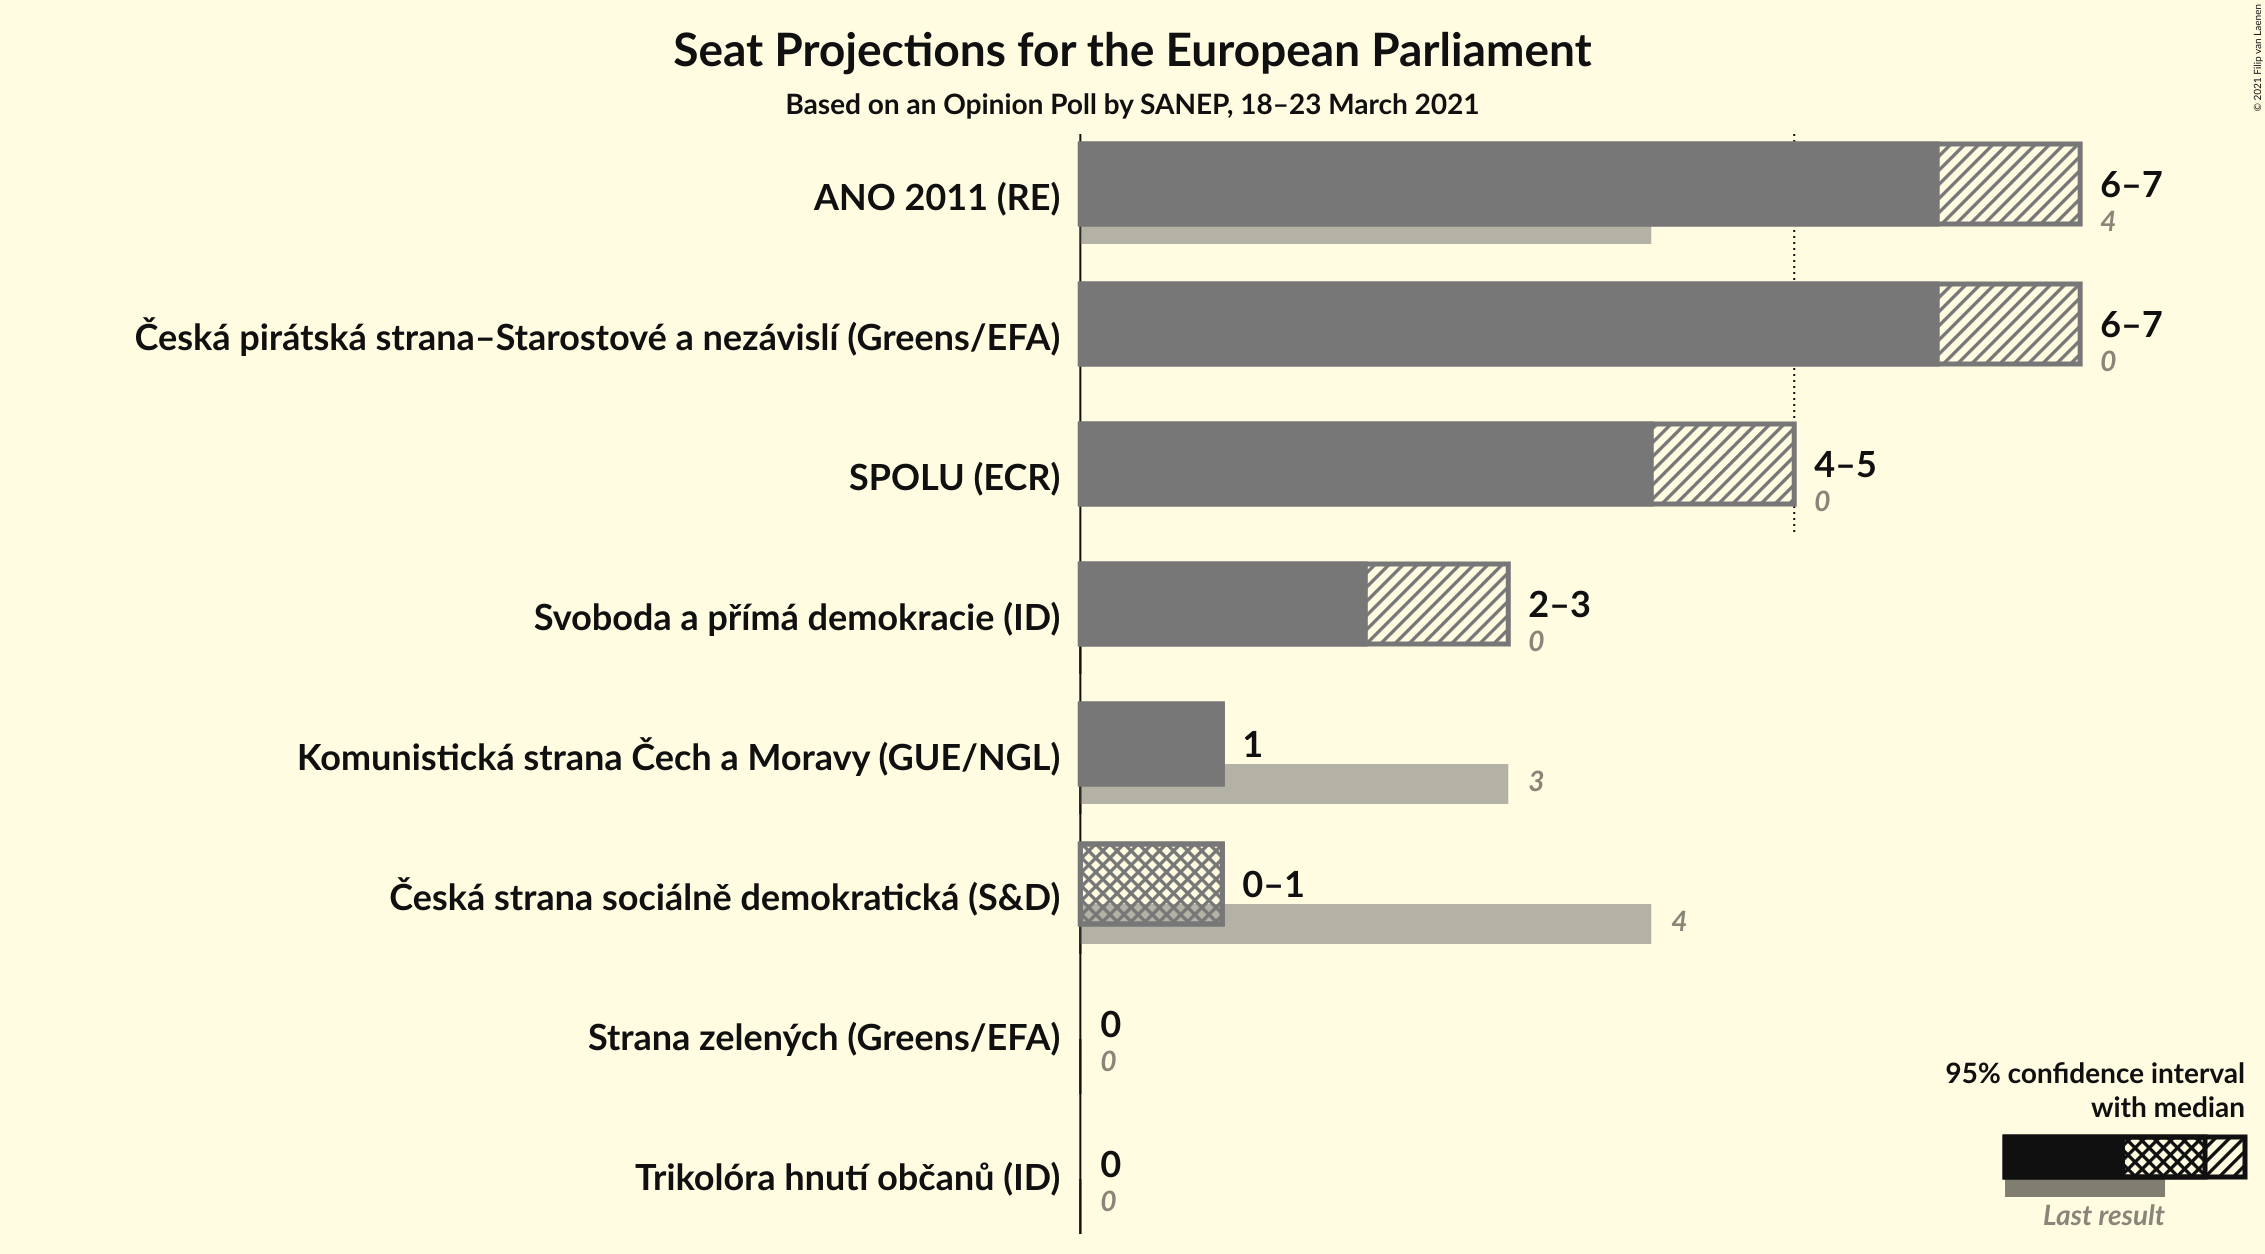 Seat Projections for the European Parliament
Based on an Opinion Poll by SANEP, 18–23 March 2021
© 2021 Filip van Laenen
ANO 2011 (RE)
6–7
4
Česká pirátská strana–Starostové a nezávislí (Greens/EFA)
6–7
0
SPOLU (ECR)
4–5
0
Svoboda a přímá demokracie (ID)
2–3
0
Komunistická strana Čech a Moravy (GUE/NGL)
1
3
Česká strana sociálně demokratická (S&D)
0–1
4
Strana zelených (Greens/EFA)
0
0
Trikolóra hnutí občanů (ID)
0
0
95% confidence interval
with median
Last result